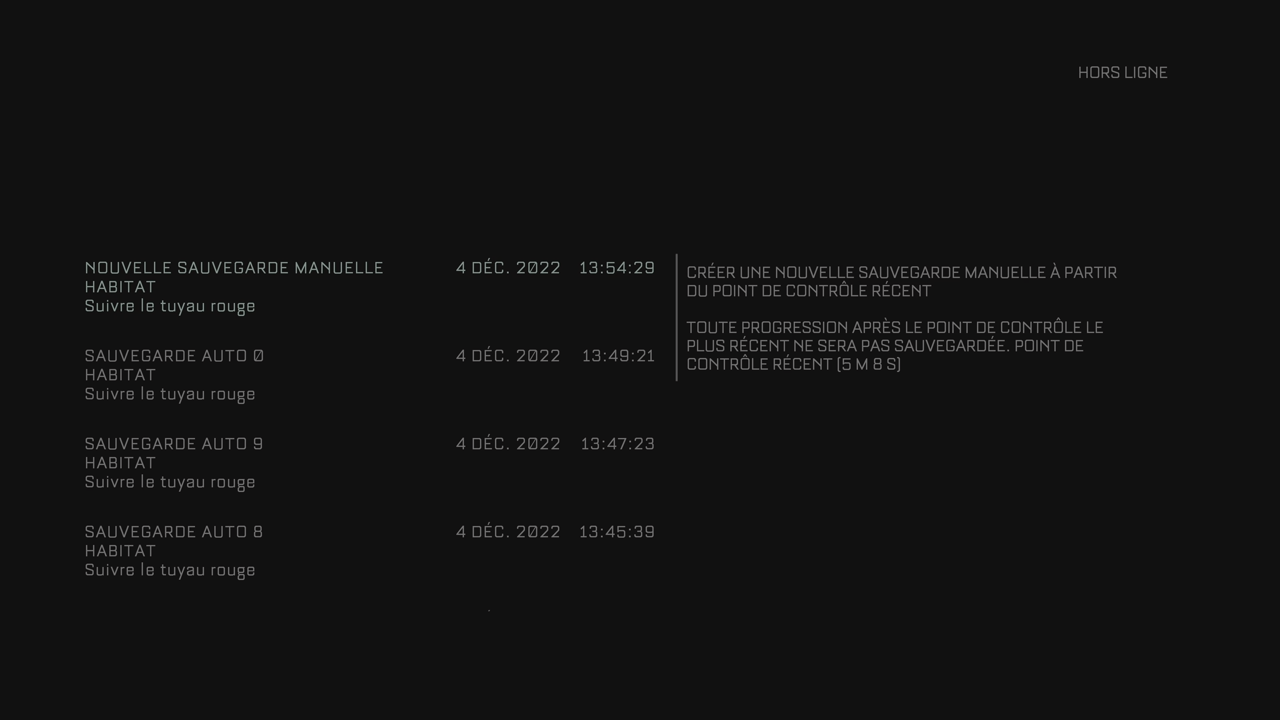 HORS LIGNE
NOUVELLE SAUVEGARDE MANUELLE 4 DÉC. 2022 13:54:29
HABITAT
Suivre le tuyau rouge
CRÉER UNE NOUVELLE SAUVEGARDE MANUELLE À PARTIR
DU POINT DE CONTRÔLE RÉCENT
TOUTE PROGRESSION APRÈS LE POINT DE CONTRÔLE LE
PLUS RÉCENT NE SERA PAS SAUVEGARDÉE. POINT DE
CONTRÔLE RÉCENT (5 M 8 S)
SAUVEGARDE AUTO 0 4 DÉC. 2022 13:49:21
HABITAT
Suivre le tuyau rouge
SAUVEGARDE AUTO 9 4 DÉC. 2022 13:47:23
HABITAT
Suivre le tuyau rouge
SAUVEGARDE AUTO 8 4 DÉC. 2022 13:45:39
HABITAT
Suivre le tuyau rouge